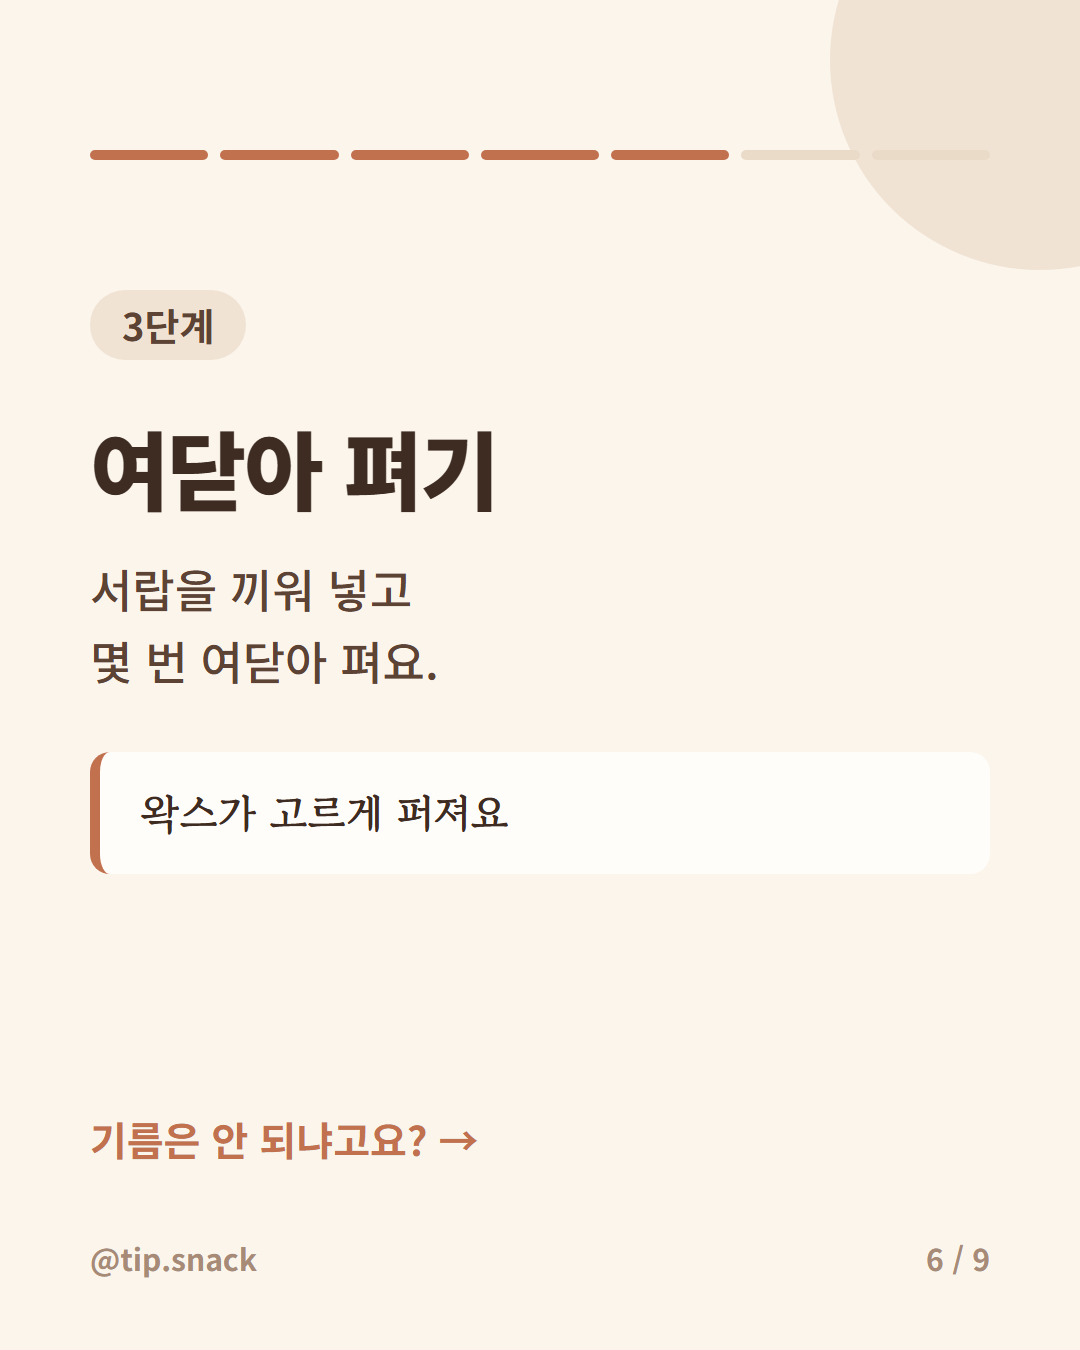 3단계
여닫아 펴기
서랍을 끼워 넣고
몇 번 여닫아 펴요.
왁스가 고르게 퍼져요
기름은 안 되냐고요? →
@tip.snack
6 / 9